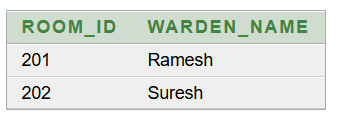 ROOM_ID WARDEN_NAME
201 Ramesh
202 Suresh